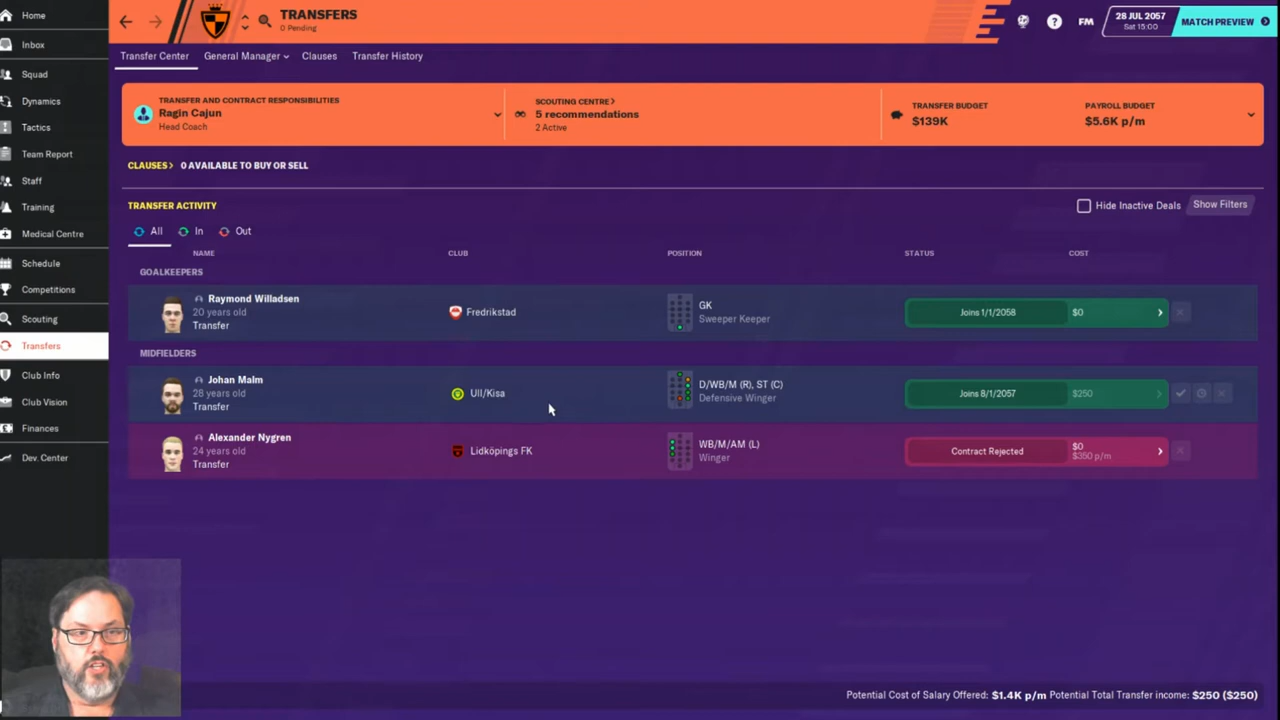 Home
Inbox
Squad
Dynamics
Tactics
Team Report
Staff
Training
Medical Centre
Schedule
Competitions
Scouting
Transfers
Club Info
Club Vision
Finances
Dev. Center
TRANSFERS
0 Pending
?
FM
28 JUL 2057
Sat 15:00
MATCH PREVIEW
Transfer Center
General Manager
Clauses
Transfer History
TRANSFER AND CONTRACT RESPONSIBILITIES
Ragin Cajun
Head Coach
SCOUTING CENTRE >
5 recommendations
2 Active
TRANSFER BUDGET
$139K
PAYROLL BUDGET
$5.6K p/m
CLAUSES > 0 AVAILABLE TO BUY OR SELL
TRANSFER ACTIVITY
Hide Inactive Deals
Show Filters
All
In
Out
NAME
CLUB
POSITION
STATUS
COST
GOALKEEPERS
Raymond Willadsen
20 years old
Transfer
Fredrikstad
GK
Sweeper Keeper
Joins 1/1/2058
$0
MIDFIELDERS
Johan Malm
28 years old
Transfer
Ull/Kisa
D/WB/M (R), ST (C)
Defensive Winger
Joins 8/1/2057
$250
Alexander Nygren
24 years old
Transfer
Lidköpings FK
WB/M/AM (L)
Winger
Contract Rejected
$0
$350 p/m
Potential Cost of Salary Offered: $1.4K p/m Potential Total Transfer income: $250 ($250)